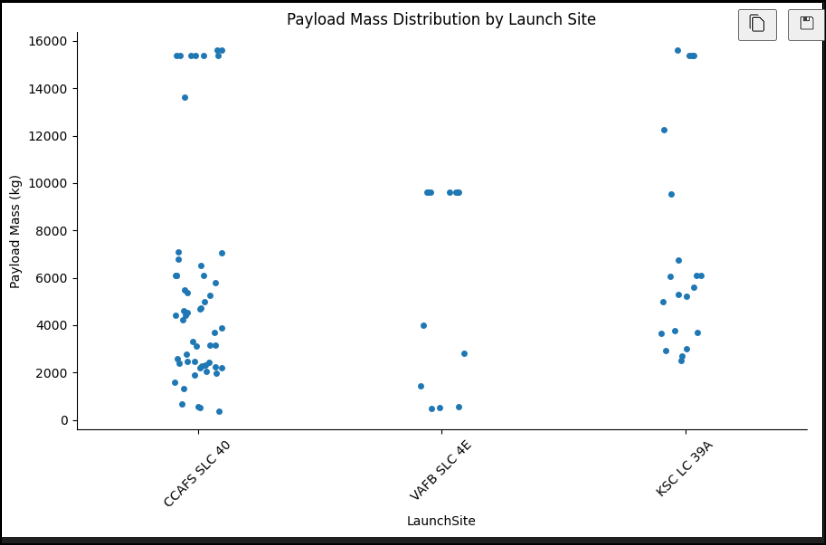 Payload Mass Distribution by Launch Site
Payload Mass (kg)
16000
14000
12000
10000
8000
6000
4000
2000
0
CCAFS SLC 40
VAFB SLC 4E
KSC LC 39A
LaunchSite